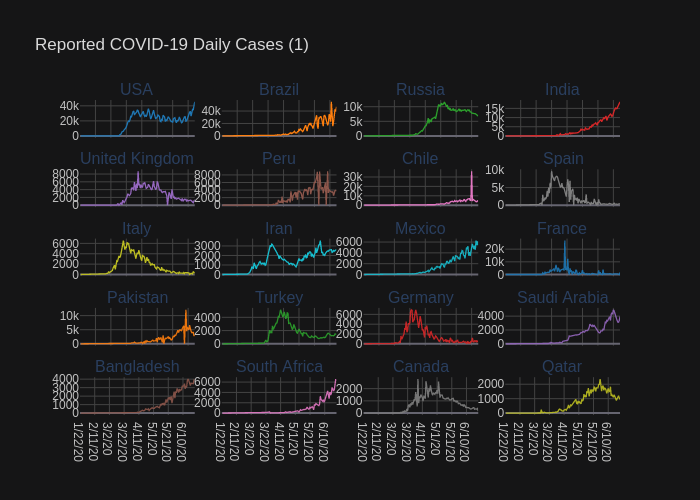 Reported COVID-19 Daily Cases (1)
USA Brazil Russia India
40k 20k 0 40k 20k 0 10k 5k 0 15k 10k 5k 0
United Kingdom Peru Chile Spain
8000 6000 4000 2000 0 8000 6000 4000 2000 0 30k 20k 10k 0 10k 5k 0
Italy Iran Mexico France
6000 4000 2000 0 3000 2000 1000 0 6000 4000 2000 0 20k 10k 0
Pakistan Turkey Germany Saudi Arabia
10k 5k 0 4000 2000 0 6000 4000 2000 0 4000 2000 0
Bangladesh South Africa Canada Qatar
4000 3000 2000 1000 0 6000 4000 2000 0 2000 1000 0 2000 1000 0
1/22/20 2/11/20 3/2/20 3/22/20 4/11/20 5/1/20 5/21/20 6/10/20 1/22/20 2/11/20 3/2/20 3/22/20 4/11/20 5/1/20 5/21/20 6/10/20 1/22/20 2/11/20 3/2/20 3/22/20 4/11/20 5/1/20 5/21/20 6/10/20 1/22/20 2/11/20 3/2/20 3/22/20 4/11/20 5/1/20 5/21/20 6/10/20